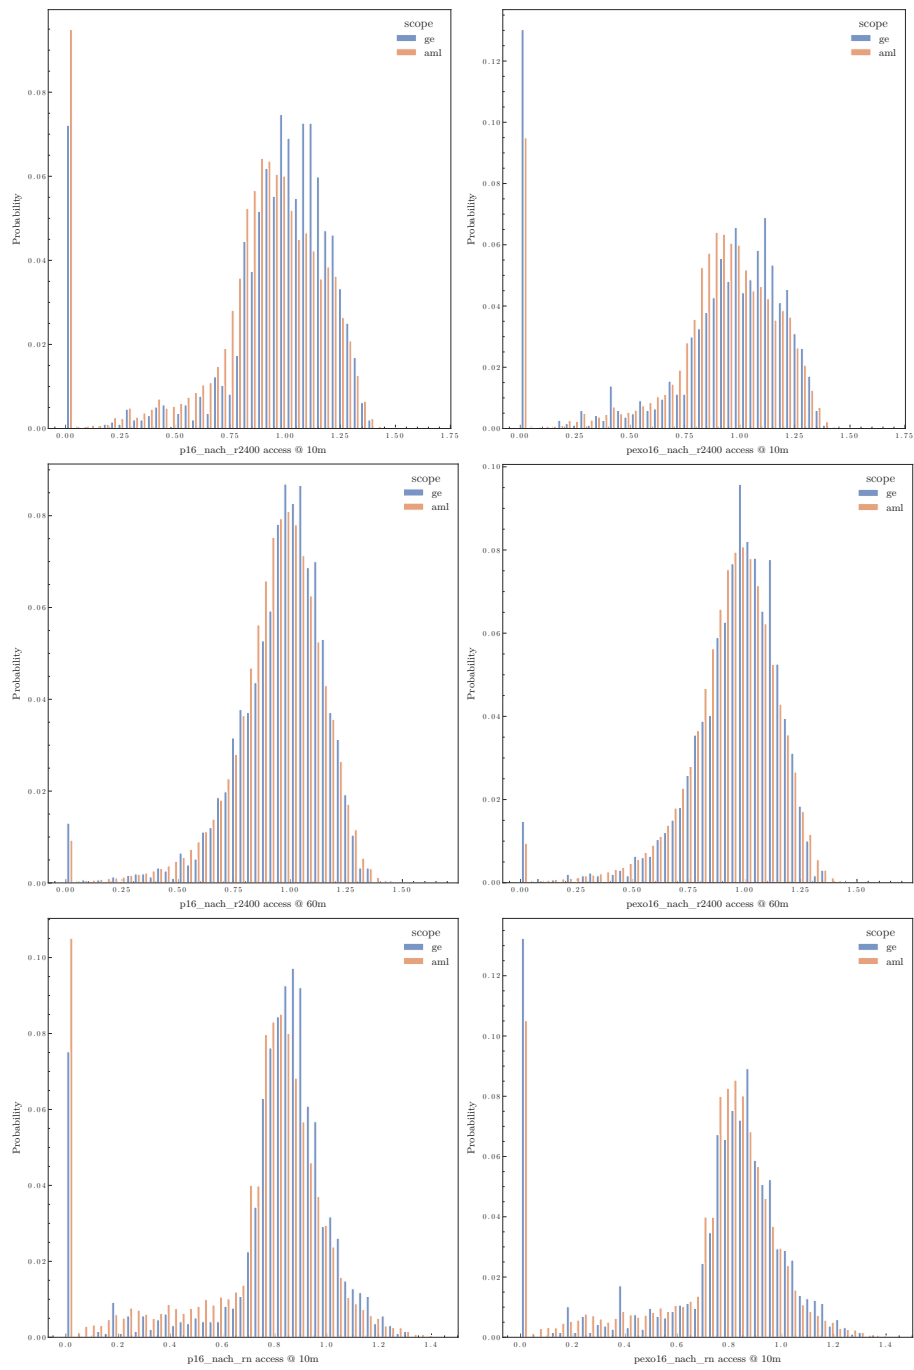 scope
ge
aml
Probability
0.00
0.02
0.04
0.06
0.08
0.00 0.25 0.50 0.75 1.00 1.25 1.50 1.75
p16_nach_r2400 access @ 10m
scope
ge
aml
Probability
0.00
0.02
0.04
0.06
0.08
0.10
0.12
0.00 0.25 0.50 0.75 1.00 1.25 1.50 1.75
pexo16_nach_r2400 access @ 10m
scope
ge
aml
Probability
0.00
0.02
0.04
0.06
0.08
0.00 0.25 0.50 0.75 1.00 1.25 1.50
p16_nach_r2400 access @ 60m
scope
ge
aml
Probability
0.00
0.02
0.04
0.06
0.08
0.10
0.00 0.25 0.50 0.75 1.00 1.25 1.50
pexo16_nach_r2400 access @ 60m
scope
ge
aml
Probability
0.00
0.02
0.04
0.06
0.08
0.10
0.0 0.2 0.4 0.6 0.8 1.0 1.2 1.4
p16_nach_rn access @ 10m
scope
ge
aml
Probability
0.00
0.02
0.04
0.06
0.08
0.10
0.12
0.0 0.2 0.4 0.6 0.8 1.0 1.2 1.4
pexo16_nach_rn access @ 10m